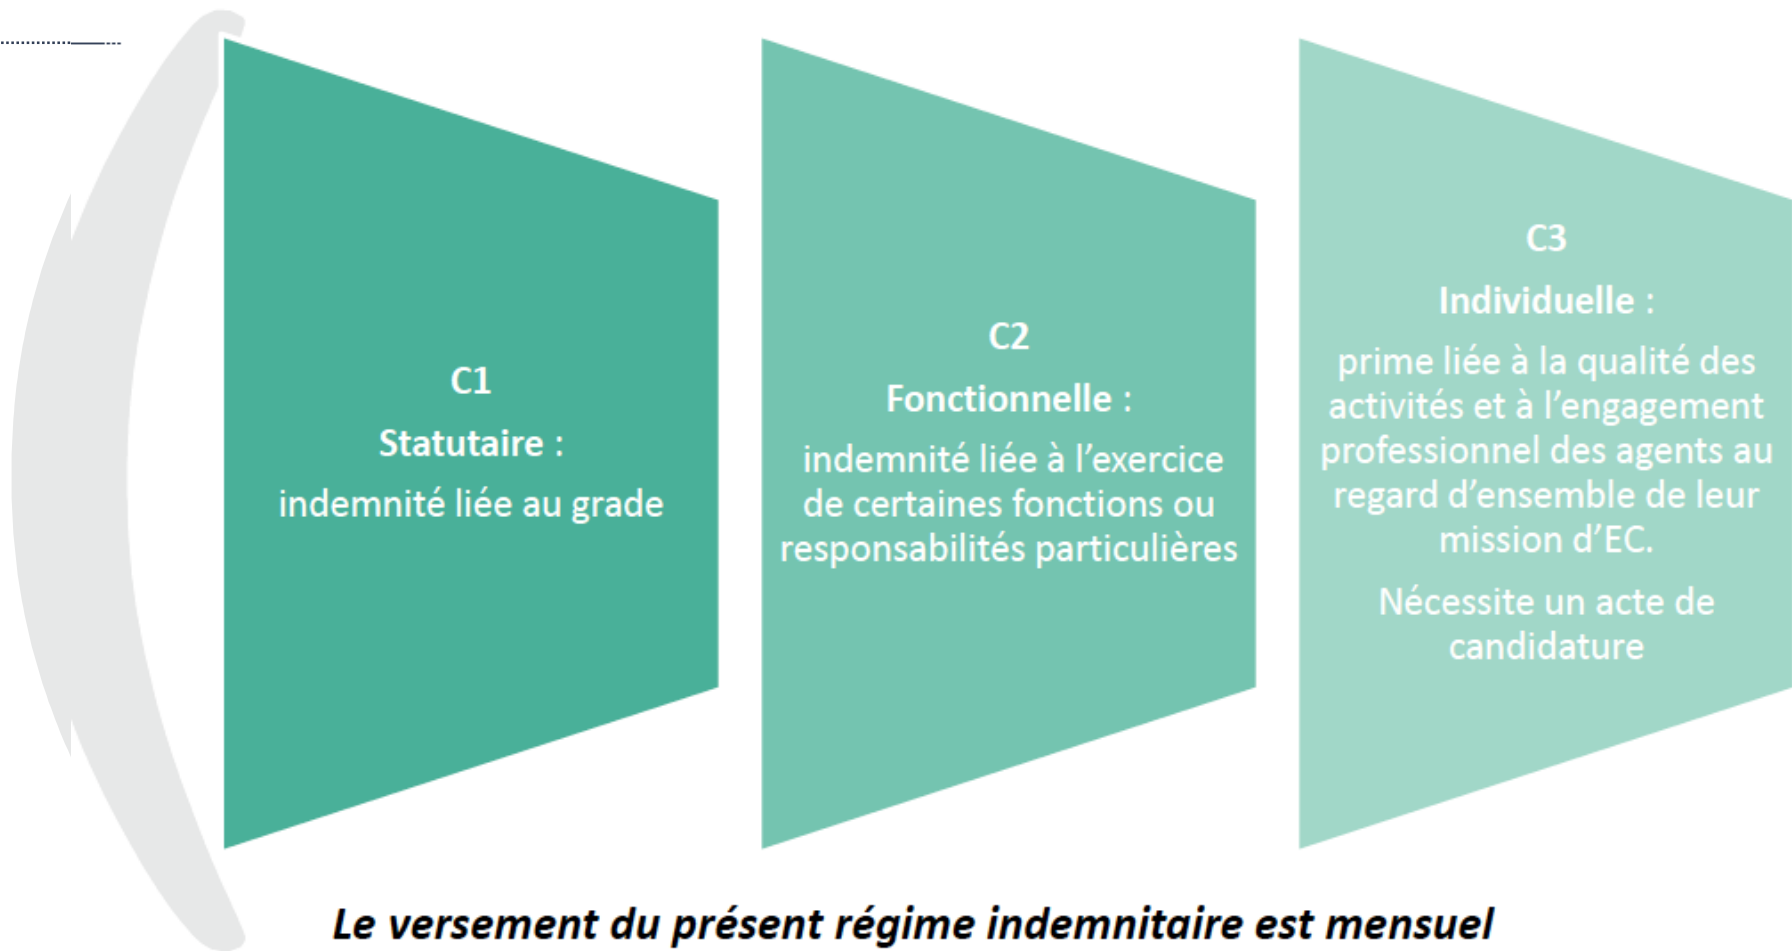 C1
Statutaire :
indemnité liée au grade
C2
Fonctionnelle :
indemnité liée à l’exercice
de certaines fonctions ou
responsabilités particulières
C3
Individuelle :
prime liée à la qualité des
activités et à l’engagement
professionnel des agents au
regard d’ensemble de leur
mission d’EC.
Nécessite un acte de
candidature
Le versement du présent régime indemnitaire est mensuel